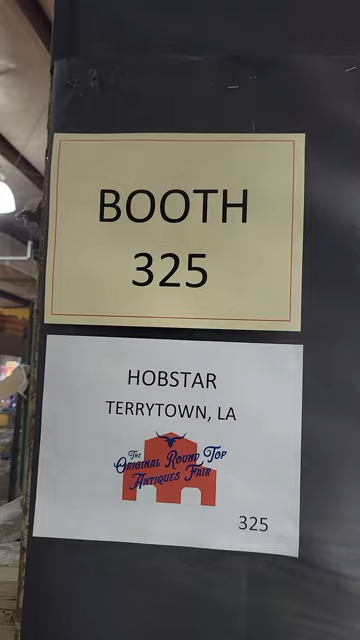 BOOTH
325
HOBSTAR
TERRYTOWN, LA
The
Original Round Top
Antiques Fair
325